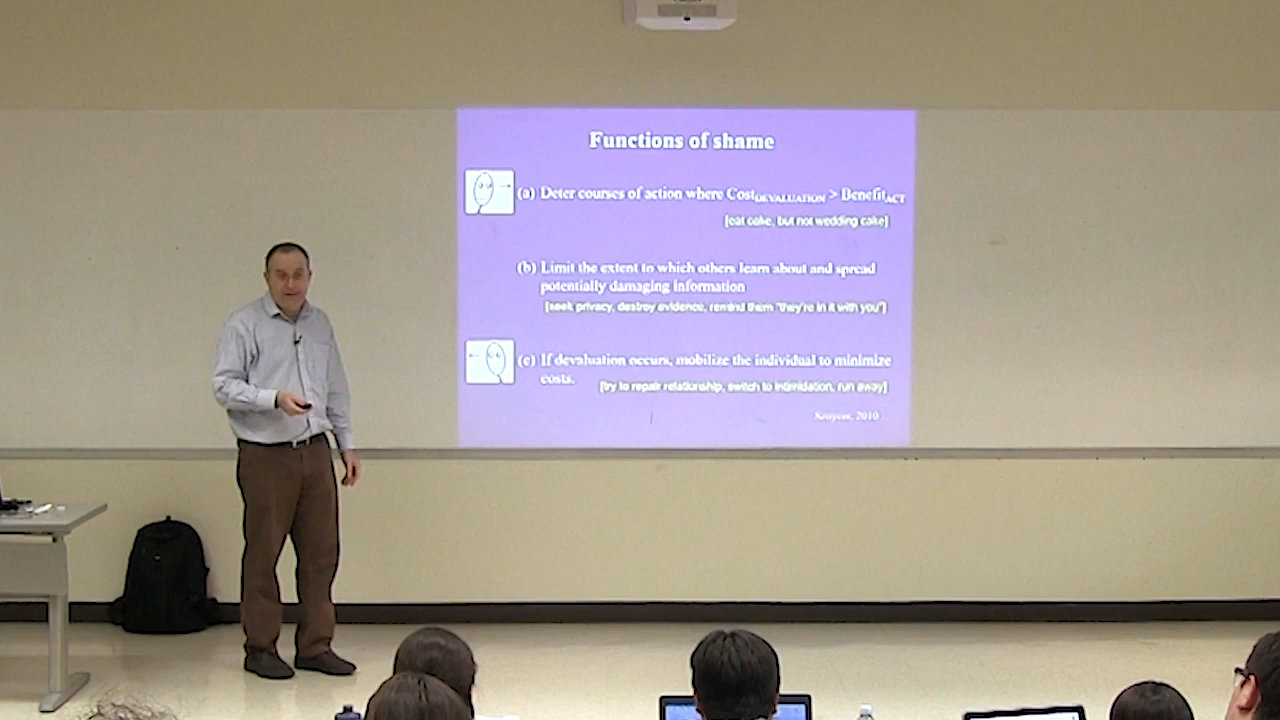 Functions of shame
(a) Deter courses of action where CostDEVALUATION > BenefitACT
[eat cake, but not wedding cake]
(b) Limit the extent to which others learn about and spread
potentially damaging information
[seek privacy, destroy evidence, remind them "they're in it with you"]
(c) If devaluation occurs, mobilize the individual to minimize
costs.
[try to repair relationship, switch to intimidation, run away]
2010